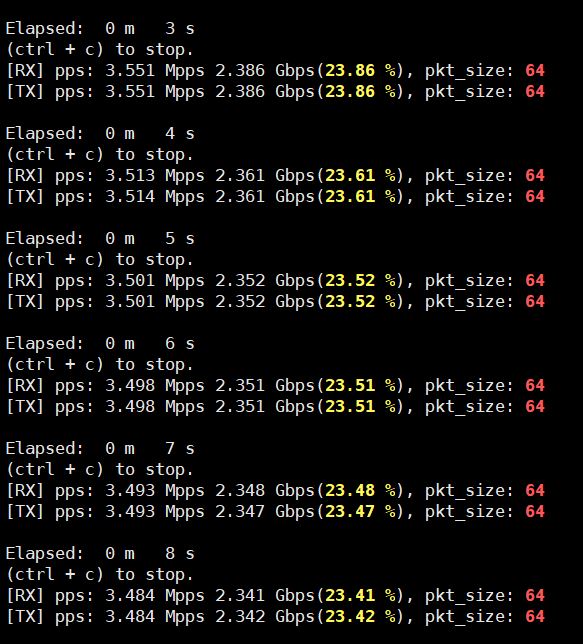 Elapsed:  0 m   3 s
(ctrl + c) to stop.
[RX] pps: 3.551 Mpps 2.386 Gbps(23.86 %), pkt_size: 64
[TX] pps: 3.551 Mpps 2.386 Gbps(23.86 %), pkt_size: 64
Elapsed:  0 m   4 s
(ctrl + c) to stop.
[RX] pps: 3.513 Mpps 2.361 Gbps(23.61 %), pkt_size: 64
[TX] pps: 3.514 Mpps 2.361 Gbps(23.61 %), pkt_size: 64
Elapsed:  0 m   5 s
(ctrl + c) to stop.
[RX] pps: 3.501 Mpps 2.352 Gbps(23.52 %), pkt_size: 64
[TX] pps: 3.501 Mpps 2.352 Gbps(23.52 %), pkt_size: 64
Elapsed:  0 m   6 s
(ctrl + c) to stop.
[RX] pps: 3.498 Mpps 2.351 Gbps(23.51 %), pkt_size: 64
[TX] pps: 3.498 Mpps 2.351 Gbps(23.51 %), pkt_size: 64
Elapsed:  0 m   7 s
(ctrl + c) to stop.
[RX] pps: 3.493 Mpps 2.348 Gbps(23.48 %), pkt_size: 64
[TX] pps: 3.493 Mpps 2.347 Gbps(23.47 %), pkt_size: 64
Elapsed:  0 m   8 s
(ctrl + c) to stop.
[RX] pps: 3.484 Mpps 2.341 Gbps(23.41 %), pkt_size: 64
[TX] pps: 3.484 Mpps 2.342 Gbps(23.42 %), pkt_size: 64